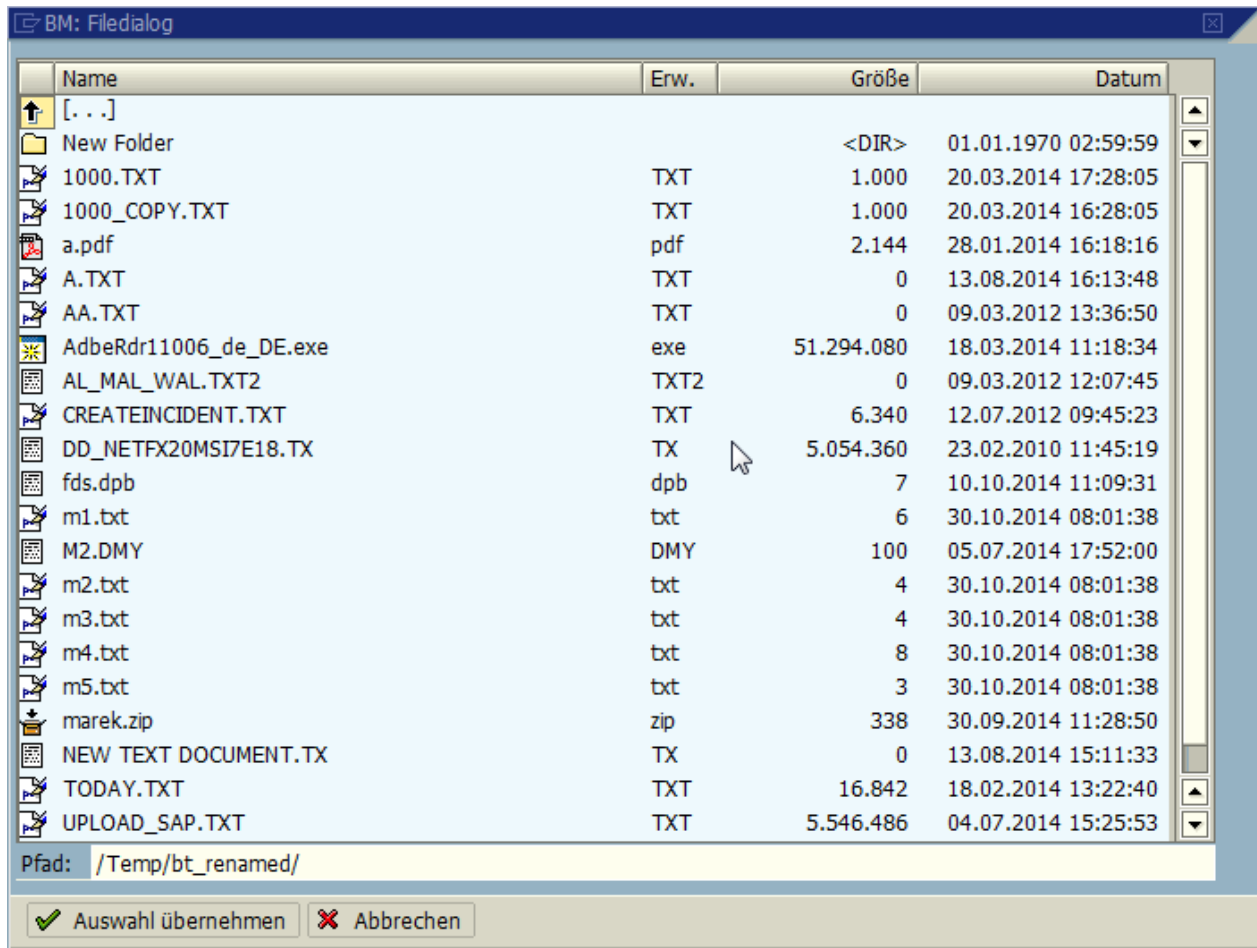 BM: Filedialog
Name Erw. Größe Datum
[. . .]
New Folder <DIR> 01.01.1970 02:59:59
1000.TXT TXT 1.000 20.03.2014 17:28:05
1000_COPY.TXT TXT 1.000 20.03.2014 16:28:05
a.pdf pdf 2.144 28.01.2014 16:18:16
A.TXT TXT 0 13.08.2014 16:13:48
AA.TXT TXT 0 09.03.2012 13:36:50
AdbeRdr11006_de_DE.exe exe 51.294.080 18.03.2014 11:18:34
AL_MAL_WAL.TXT2 TXT2 0 09.03.2012 12:07:45
CREATEINCIDENT.TXT TXT 6.340 12.07.2012 09:45:23
DD_NETFX20MSI7E18.TX TX 5.054.360 23.02.2010 11:45:19
fds.dpb dpb 7 10.10.2014 11:09:31
m1.txt txt 6 30.10.2014 08:01:38
M2.DMY DMY 100 05.07.2014 17:52:00
m2.txt txt 4 30.10.2014 08:01:38
m3.txt txt 4 30.10.2014 08:01:38
m4.txt txt 8 30.10.2014 08:01:38
m5.txt txt 3 30.10.2014 08:01:38
marek.zip zip 338 30.09.2014 11:28:50
NEW TEXT DOCUMENT.TX TX 0 13.08.2014 15:11:33
TODAY.TXT TXT 16.842 18.02.2014 13:22:40
UPLOAD_SAP.TXT TXT 5.546.486 04.07.2014 15:25:53
Pfad: /Temp/bt_renamed/
Auswahl übernehmen Abbrechen